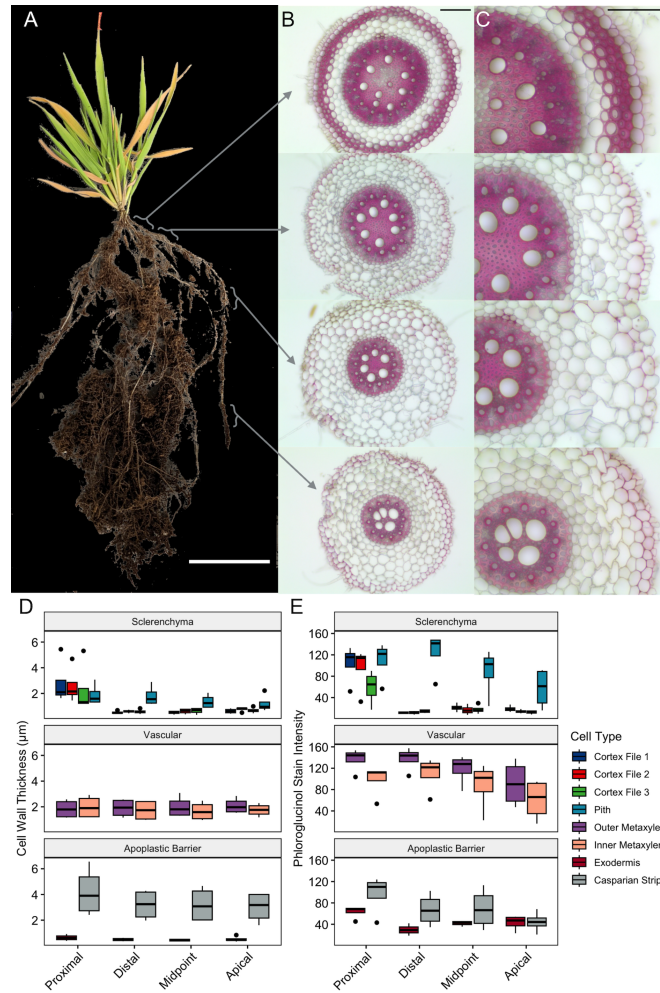 A
B
C
D
E
Sclerenchyma
6
4
2
Vascular
6
4
2
Apoplastic Barrier
6
4
2
Cell Wall Thickness (µm)
Proximal
Distal
Midpoint
Apical
Sclerenchyma
160
120
80
40
Vascular
160
120
80
40
Apoplastic Barrier
160
120
80
40
Phloroglucinol Stain Intensity
Proximal
Distal
Midpoint
Apical
Cell Type
Cortex File 1
Cortex File 2
Cortex File 3
Pith
Outer Metaxylem
Inner Metaxylem
Exodermis
Casparian Strip